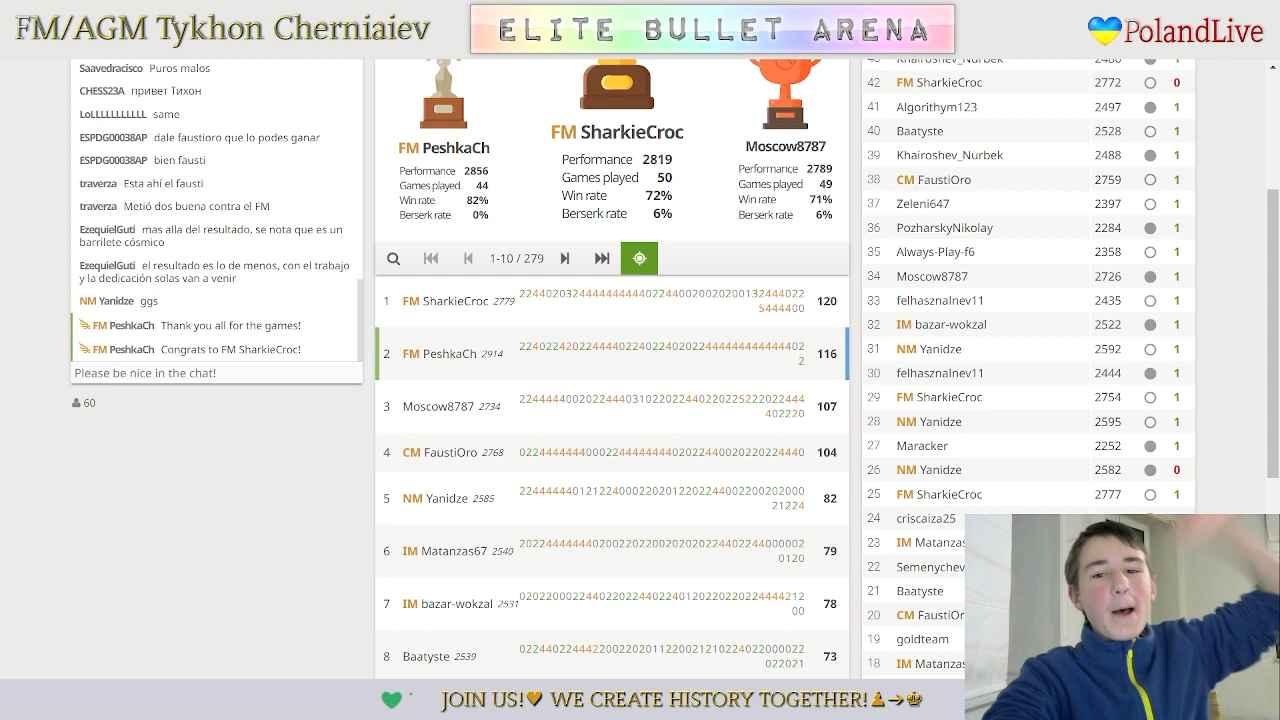 FM/AGM Tykhon Cherniaiev
ELITE BULLET ARENA
PolandLive
Saavedracisco Puros malos
CHESS23A привет Тихон
LoLLLLLLLLLL same
ESPDG00038AP dale faustioro que lo podes ganar
ESPDG00038AP bien fausti
traverza Esta ahí el fausti
traverza Metió dos buena contra el FM
EzequielGuti mas alla del resultado, se nota que es un
barrilete cósmico
EzequielGuti el resultado es lo de menos, con el trabajo
y la dedicación solas van a venir
NM Yanidze ggs
FM PeshkaCh Thank you all for the games!
FM PeshkaCh Congrats to FM SharkieCroc!
Please be nice in the chat!
60
FM PeshkaCh
Performance 2856
Games played 44
Win rate 82%
Berserk rate 0%
FM SharkieCroc
Performance 2819
Games played 50
Win rate 72%
Berserk rate 6%
Moscow8787
Performance 2789
Games played 49
Win rate 71%
Berserk rate 6%
1-10 / 279
1 FM SharkieCroc 2779 120
2 FM PeshkaCh 2914 116
3 Moscow8787 2734 107
4 CM FaustiOro 2768 104
5 NM Yanidze 2585 82
6 IM Matanzas67 2540 79
7 IM bazar-wokzal 2531 78
8 Baatyste 2539 73
Khairoshev_Nurbek
42 FM SharkieCroc 2772 0
41 Algorithym123 2497 1
40 Baatyste 2528 1
39 Khairoshev_Nurbek 2488 1
38 CM FaustiOro 2759 1
37 Zeleni647 2397 1
36 PozharskyNikolay 2284 1
35 Always-Play-f6 2358 1
34 Moscow8787 2726 1
33 felhasznalnev11 2435 1
32 IM bazar-wokzal 2522 1
31 NM Yanidze 2592 1
30 felhasznalnev11 2444 1
29 FM SharkieCroc 2754 1
28 NM Yanidze 2595 1
27 Maracker 2252 1
26 NM Yanidze 2582 0
25 FM SharkieCroc 2777 1
24 criscaiza25
23 IM Matanzas
22 Semenychev
21 Baatyste
20 CM FaustiOr
19 goldteam
18 IM Matanzas
JOIN US! WE CREATE HISTORY TOGETHER!